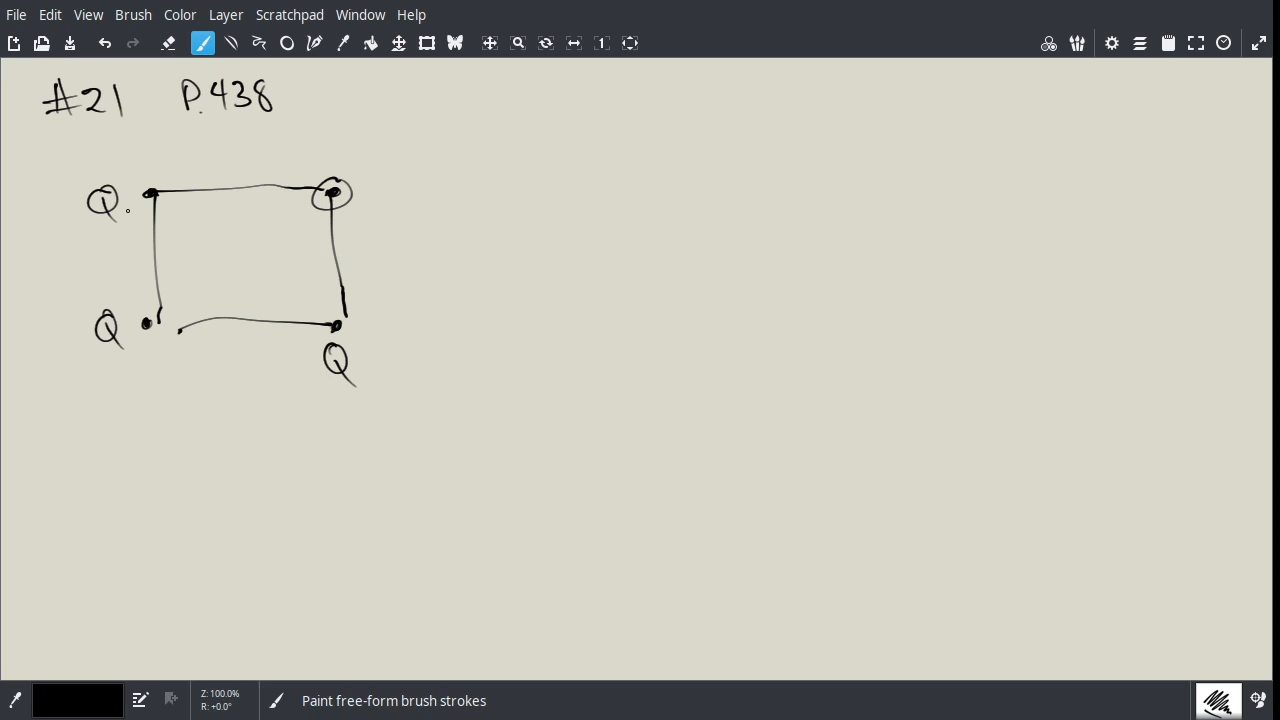 File Edit View Brush Color Layer Scratchpad Window Help
1
#21 P.438
Q
Q
Q
Z: 100.0%
R: +0.0°
Paint free-form brush strokes